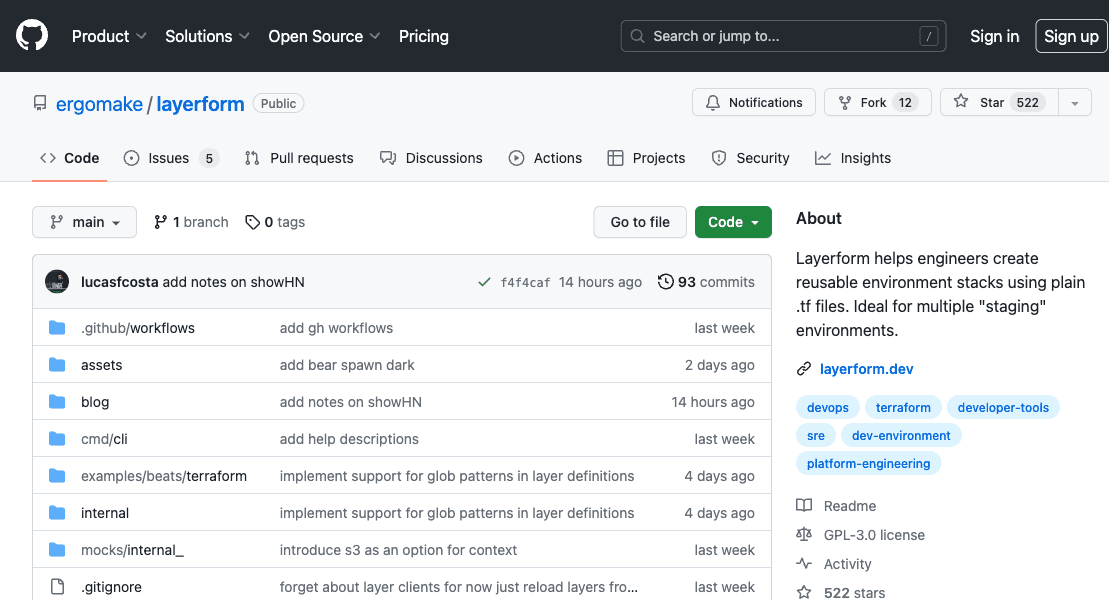 Product Solutions Open Source Pricing Search or jump to... / Sign in Sign up
ergomake / layerform Public Notifications Fork 12 Star 522
Code Issues 5 Pull requests Discussions Actions Projects Security Insights
main 1 branch 0 tags Go to file Code
lucasfcosta add notes on showHN f4f4caf 14 hours ago 93 commits
.github/workflows add gh workflows last week
assets add bear spawn dark 2 days ago
blog add notes on showHN 14 hours ago
cmd/cli add help descriptions last week
examples/beats/terraform implement support for glob patterns in layer definitions 4 days ago
internal implement support for glob patterns in layer definitions 4 days ago
mocks/internal_ introduce s3 as an option for context last week
.gitignore forget about layer clients for now just reload layers fro... last week
About
Layerform helps engineers create
reusable environment stacks using plain
.tf files. Ideal for multiple "staging"
environments.
layerform.dev
devops terraform developer-tools
sre dev-environment
platform-engineering
Readme
GPL-3.0 license
Activity
522 stars